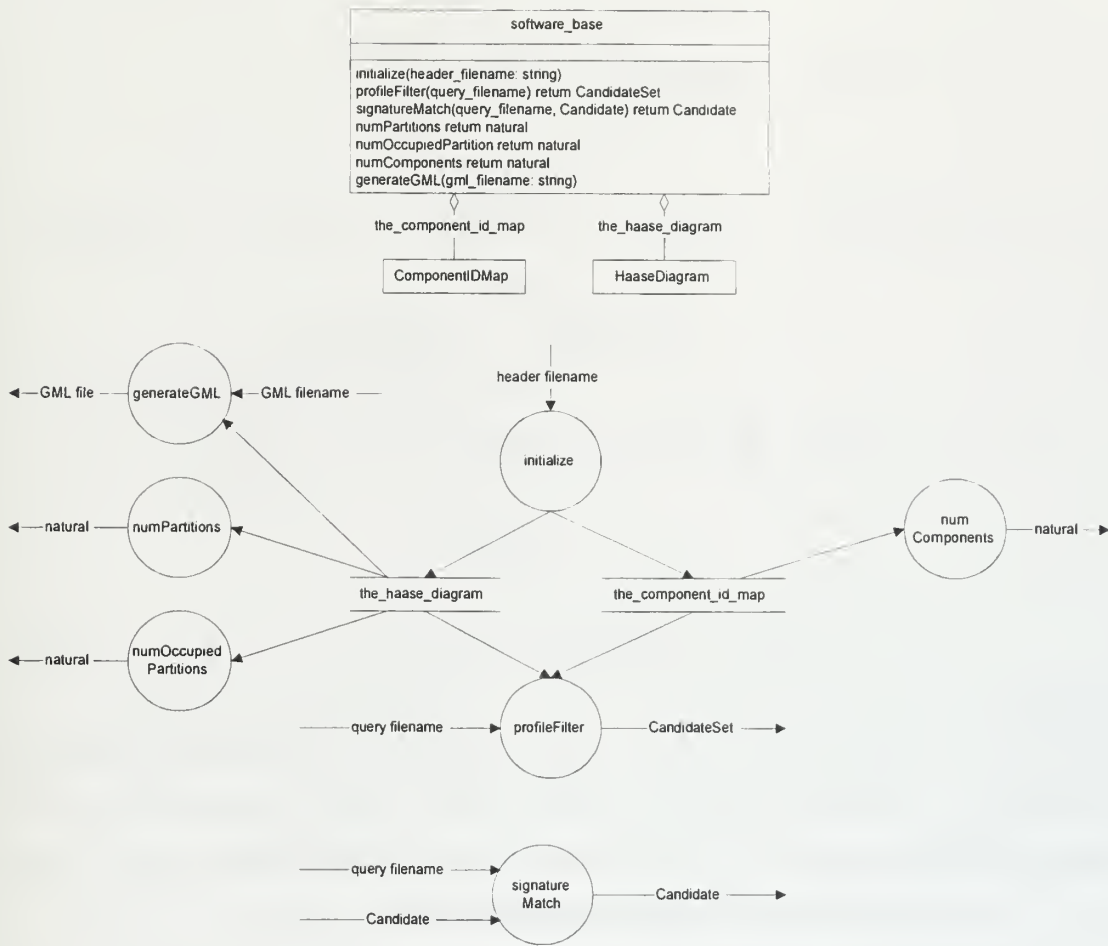 software_base
initialize(header_filename: string)
profileFilter(query_filename) return CandidateSet
signatureMatch(query_filename, Candidate) return Candidate
numPartitions return natural
numOccupiedPartition return natural
numComponents return natural
generateGML(gml_filename: string)
the_component_id_map
the_haase_diagram
ComponentIDMap
HaaseDiagram
header filename
GML file
generateGML
GML filename
initialize
natural
numPartitions
num
Components
natural
the_haase_diagram
the_component_id_map
natural
numOccupied
Partitions
query filename
profileFilter
CandidateSet
query filename
signature
Match
Candidate
Candidate